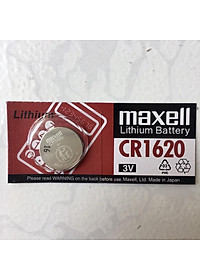 maxell
Lithium
Lithium Battery
CR1620
3V
Please read warning on the back before use Maxell, Ltd. Made in Japan